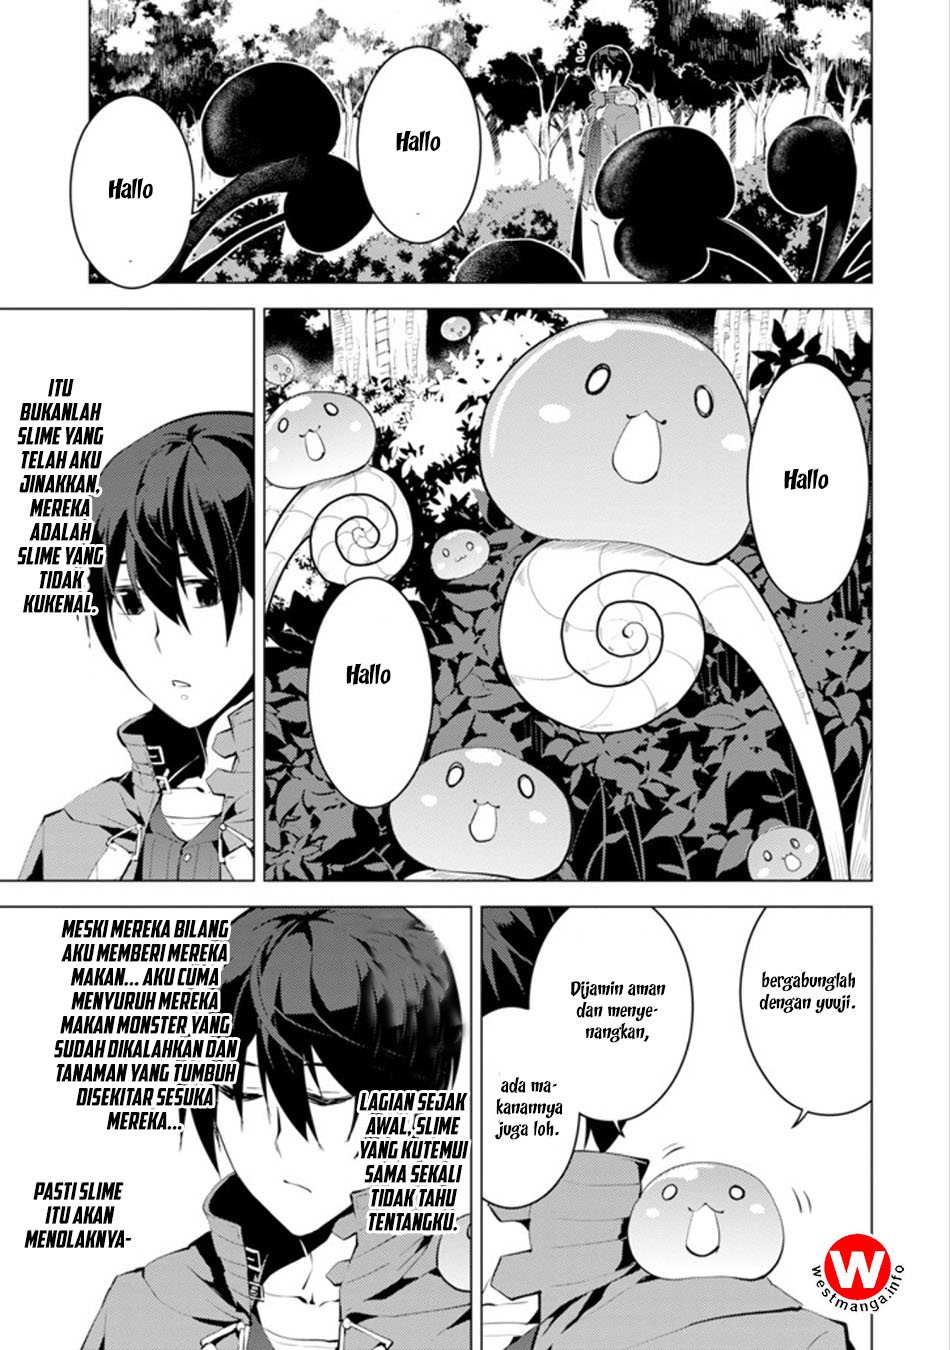 Hallo
Hallo
Hallo
Hallo
ITU
BUKANLAH
SLIME YANG
TELAH AKU
JINAKKAN,
MEREKA
ADALAH
SLIME YANG
TIDAK
KUKENAL.
bergabunglah
dengan yuuji.
Dijamin aman
dan menye-
nangkan,
ada ma-
kanannya
juga loh.
LAGIAN SEJAK
AWAL, SLIME
YANG KUTEMUI
SAMA SEKALI
TIDAK TAHU
TENTANGKU.
MESKI MEREKA BILANG
AKU MEMBERI MEREKA
MAKAN... AKU CUMA
MENYURUH MEREKA
MAKAN MONSTER YANG
SUDAH DIKALAHKAN DAN
TANAMAN YANG TUMBUH
DISEKITAR SESUKA
MEREKA...
PASTI SLIME
ITU AKAN
MENOLAKNYA-
W
westmanga.info